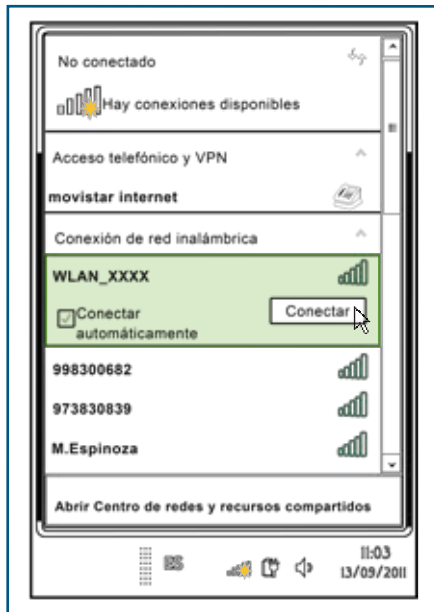 No conectado
Hay conexiones disponibles
Acceso telefónico y VPN
movistar internet
Conexión de red inalámbrica
WLAN_XXXX
Conectar
automáticamente
Conectar
998300682
973830839
M.Espinoza
Abrir Centro de redes y recursos compartidos
ES
11:03
13/09/2011